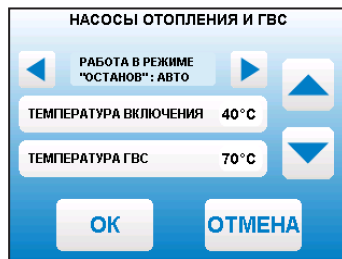 НАСОСЫ ОТОПЛЕНИЯ И ГВС
РАБОТА В РЕЖИМЕ
"ОСТАНОВ": АВТО
ТЕМПЕРАТУРА ВКЛЮЧЕНИЯ 40°C
ТЕМПЕРАТУРА ГВС 70°C
ОК ОТМЕНА